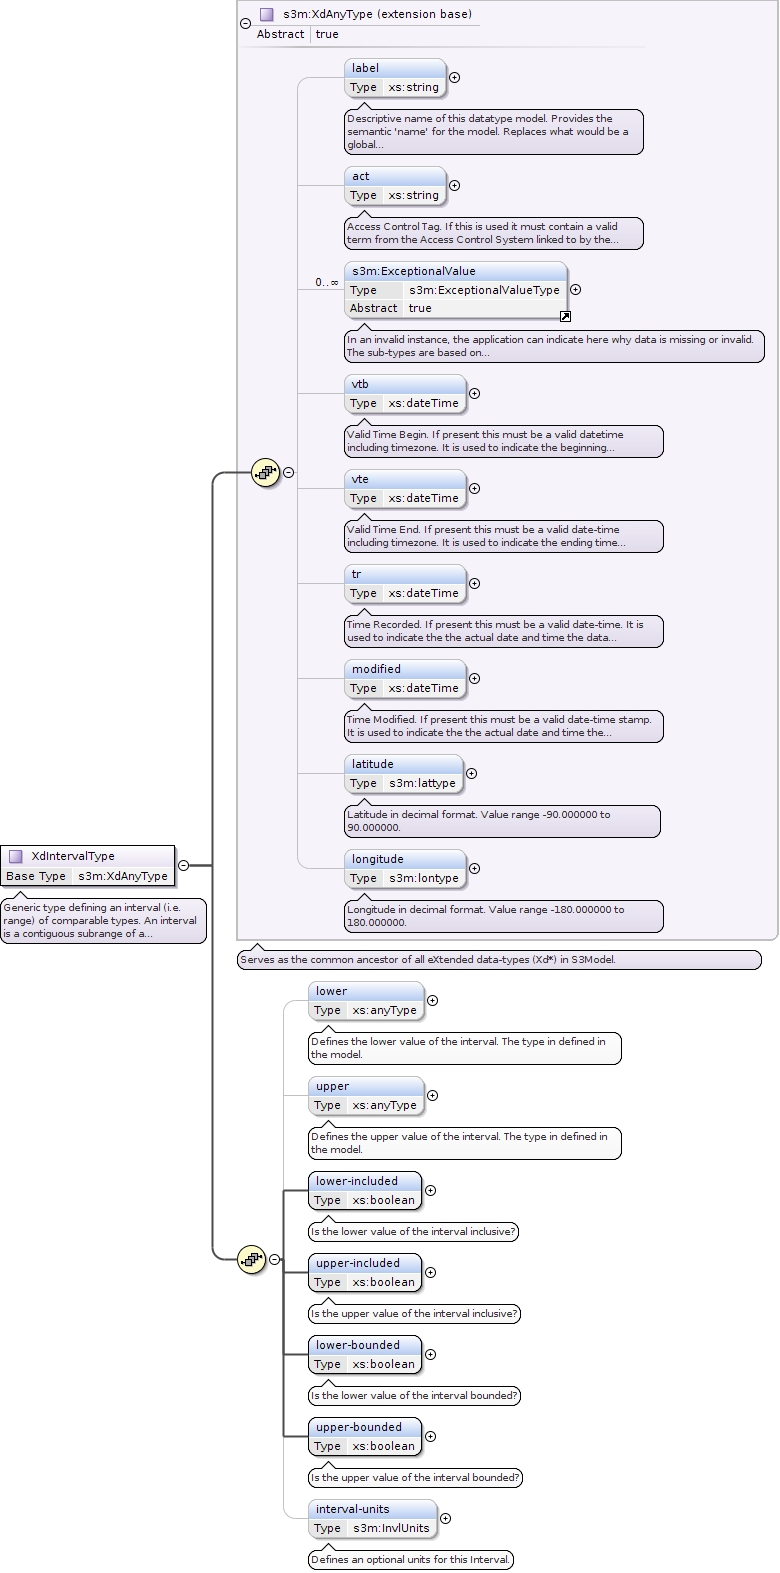 s3m:XdAnyType (extension base)
Abstract true
label
Type xs:string
Descriptive name of this datatype model. Provides the
semantic 'name' for the model. Replaces what would be a
global...
act
Type xs:string
Access Control Tag. If this is used it must contain a valid
term from the Access Control System linked to by the...
0..∞
s3m:ExceptionalValue
Type s3m:ExceptionalValueType
Abstract true
In an invalid instance, the application can indicate here why data is missing or invalid.
The sub-types are based on...
vtb
Type xs:dateTime
Valid Time Begin. If present this must be a valid datetime
including timezone. It is used to indicate the beginning...
vte
Type xs:dateTime
Valid Time End. If present this must be a valid date-time
including timezone. It is used to indicate the ending time...
tr
Type xs:dateTime
Time Recorded. If present this must be a valid date-time. It is
used to indicate the the actual date and time the data...
modified
Type xs:dateTime
Time Modified. If present this must be a valid date-time stamp.
It is used to indicate the the actual date and time the...
latitude
Type s3m:lattype
Latitude in decimal format. Value range -90.000000 to
90.000000.
longitude
Type s3m:lontype
Longitude in decimal format. Value range -180.000000 to
180.000000.
XdIntervalType
Base Type s3m:XdAnyType
Generic type defining an interval (i.e.
range) of comparable types. An interval
is a contiguous subrange of a...
Serves as the common ancestor of all eXtended data-types (Xd*) in S3Model.
lower
Type xs:anyType
Defines the lower value of the interval. The type in defined in
the model.
upper
Type xs:anyType
Defines the upper value of the interval. The type in defined in
the model.
lower-included
Type xs:boolean
Is the lower value of the interval inclusive?
upper-included
Type xs:boolean
Is the upper value of the interval inclusive?
lower-bounded
Type xs:boolean
Is the lower value of the interval bounded?
upper-bounded
Type xs:boolean
Is the upper value of the interval bounded?
interval-units
Type s3m:InvlUnits
Defines an optional units for this Interval.